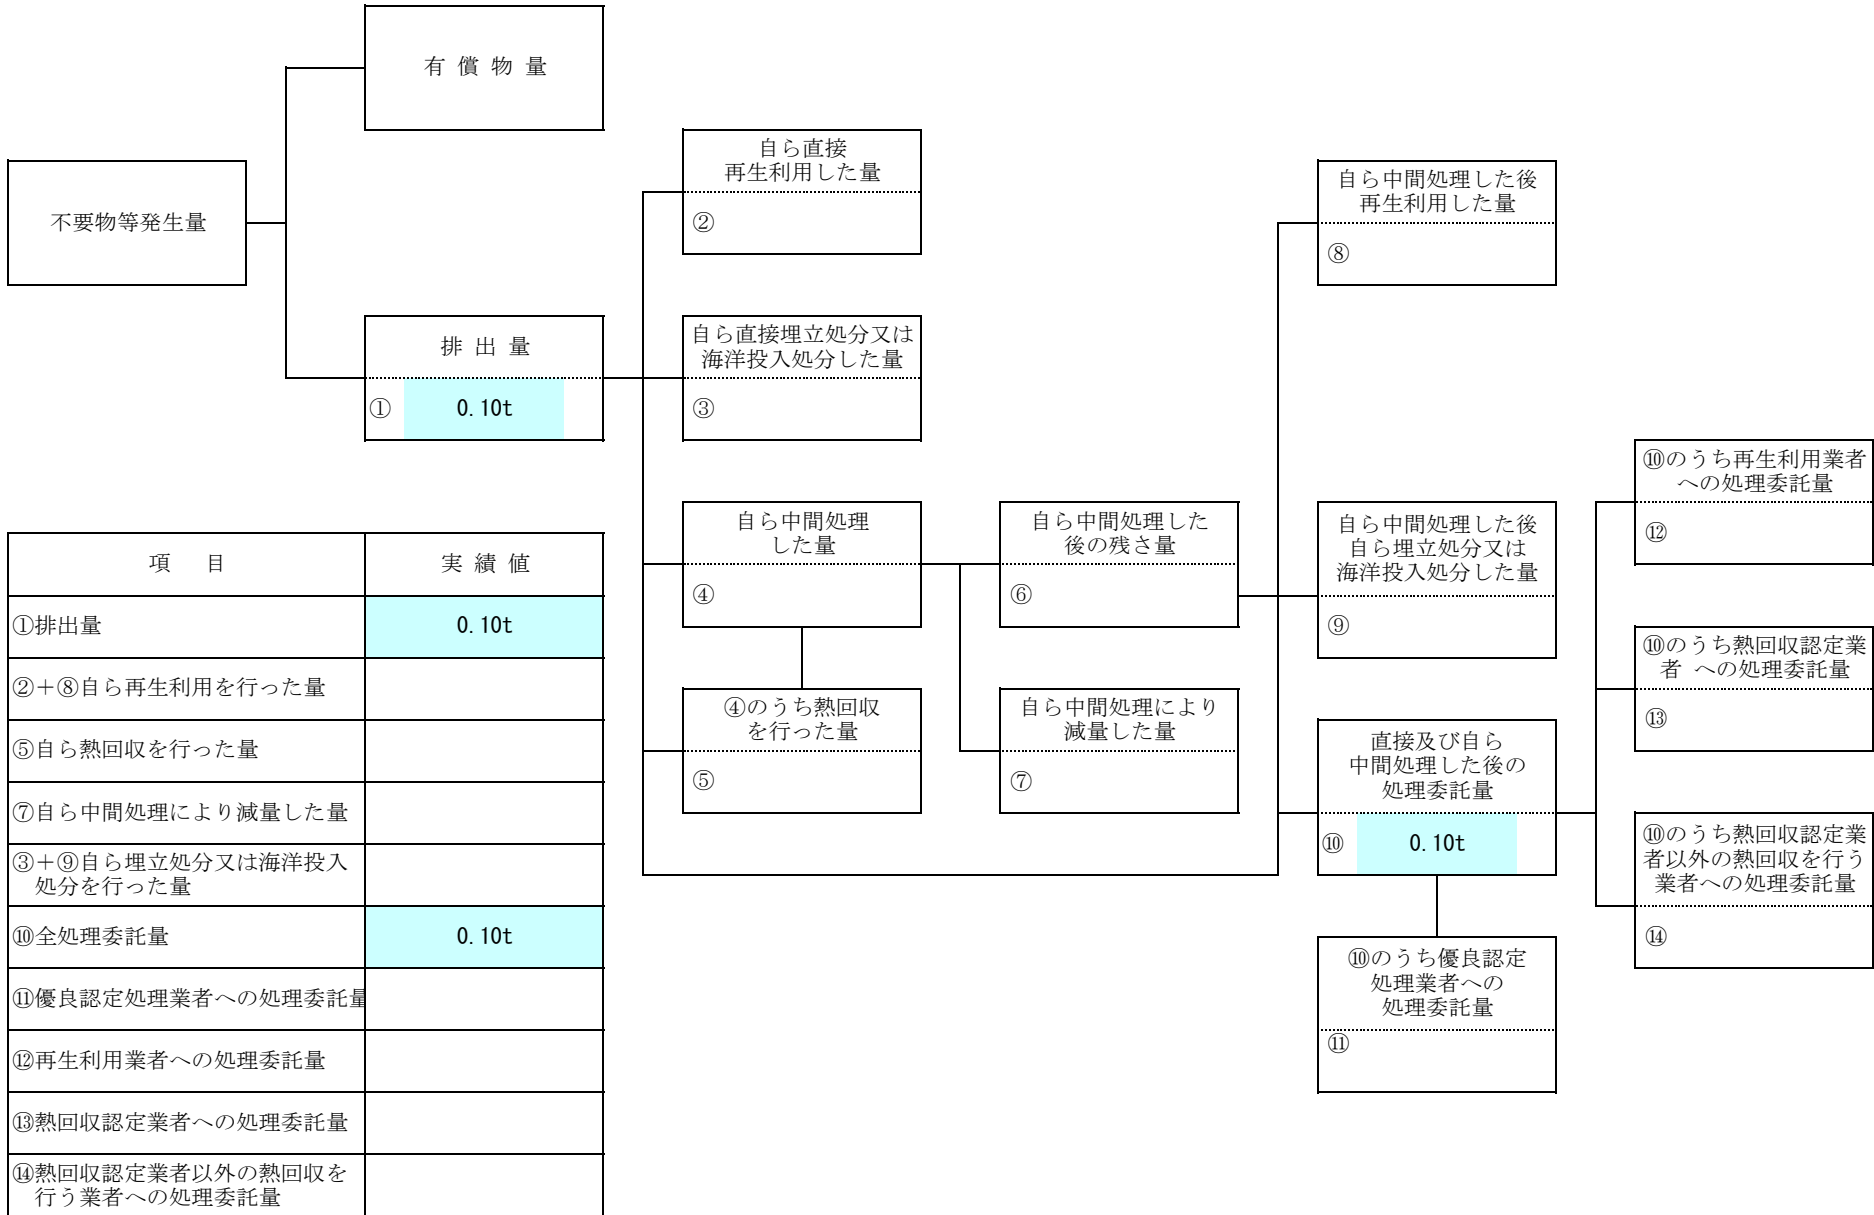 有 償 物 量
不要物等発生量
排 出 量
① 0.10t
自ら直接
再生利用した量
②
自ら直接埋立処分又は
海洋投入処分した量
③
自ら中間処理
した量
④
④のうち熱回収
を行った量
⑤
自ら中間処理した
後の残さ量
⑥
自ら中間処理により
減量した量
⑦
自ら中間処理した後
再生利用した量
⑧
自ら中間処理した後
自ら埋立処分又は
海洋投入処分した量
⑨
直接及び自ら
中間処理した後の
処理委託量
⑩ 0.10t
⑩のうち優良認定
処理業者への
処理委託量
⑪
⑩のうち再生利用業者
への処理委託量
⑫
⑩のうち熱回収認定業
者 への処理委託量
⑬
⑩のうち熱回収認定業
者以外の熱回収を行う
業者への処理委託量
⑭
項 目 実 績 値
①排出量 0.10t
②+⑧自ら再生利用を行った量
⑤自ら熱回収を行った量
⑦自ら中間処理により減量した量
③+⑨自ら埋立処分又は海洋投入
処分を行った量
⑩全処理委託量 0.10t
⑪優良認定処理業者への処理委託量
⑫再生利用業者への処理委託量
⑬熱回収認定業者への処理委託量
⑭熱回収認定業者以外の熱回収を
行う業者への処理委託量